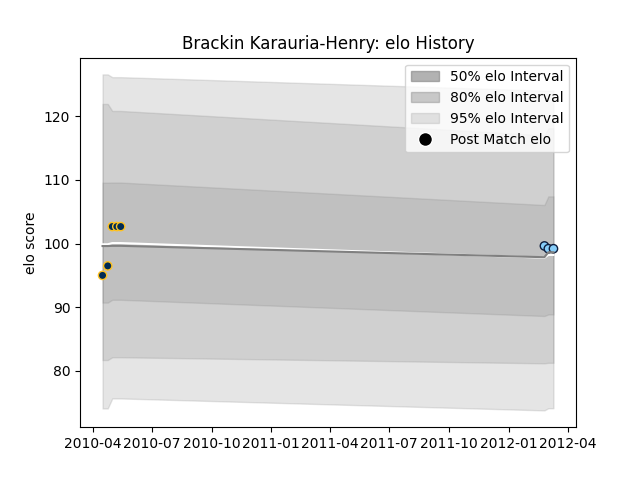 Brackin Karauria-Henry: elo History
50% elo Interval
80% elo Interval
95% elo Interval
Post Match elo
elo score
120
110
100
90
80
2010-04 2010-07 2010-10 2011-01 2011-04 2011-07 2011-10 2012-01 2012-04